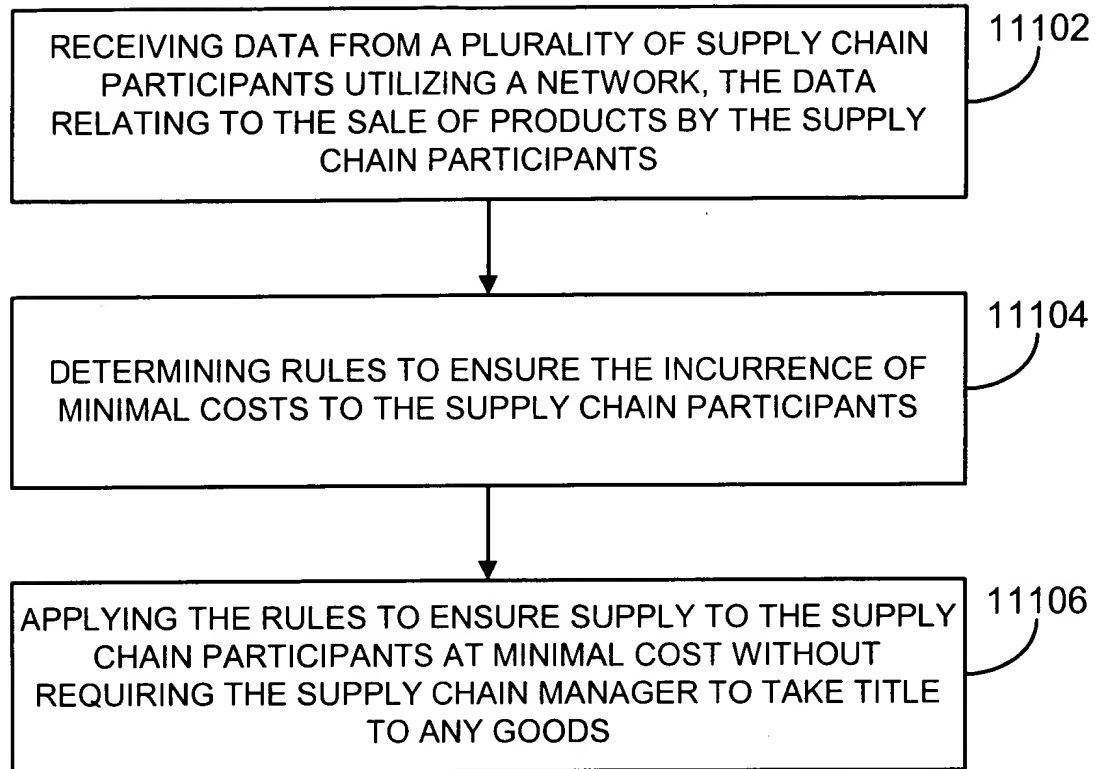 RECEIVING DATA FROM A PLURALITY OF SUPPLY CHAIN
PARTICIPANTS UTILIZING A NETWORK, THE DATA
RELATING TO THE SALE OF PRODUCTS BY THE SUPPLY
CHAIN PARTICIPANTS
11102
DETERMINING RULES TO ENSURE THE INCURRENCE OF
MINIMAL COSTS TO THE SUPPLY CHAIN PARTICIPANTS
11104
APPLYING THE RULES TO ENSURE SUPPLY TO THE SUPPLY
CHAIN PARTICIPANTS AT MINIMAL COST WITHOUT
REQUIRING THE SUPPLY CHAIN MANAGER TO TAKE TITLE
TO ANY GOODS
11106